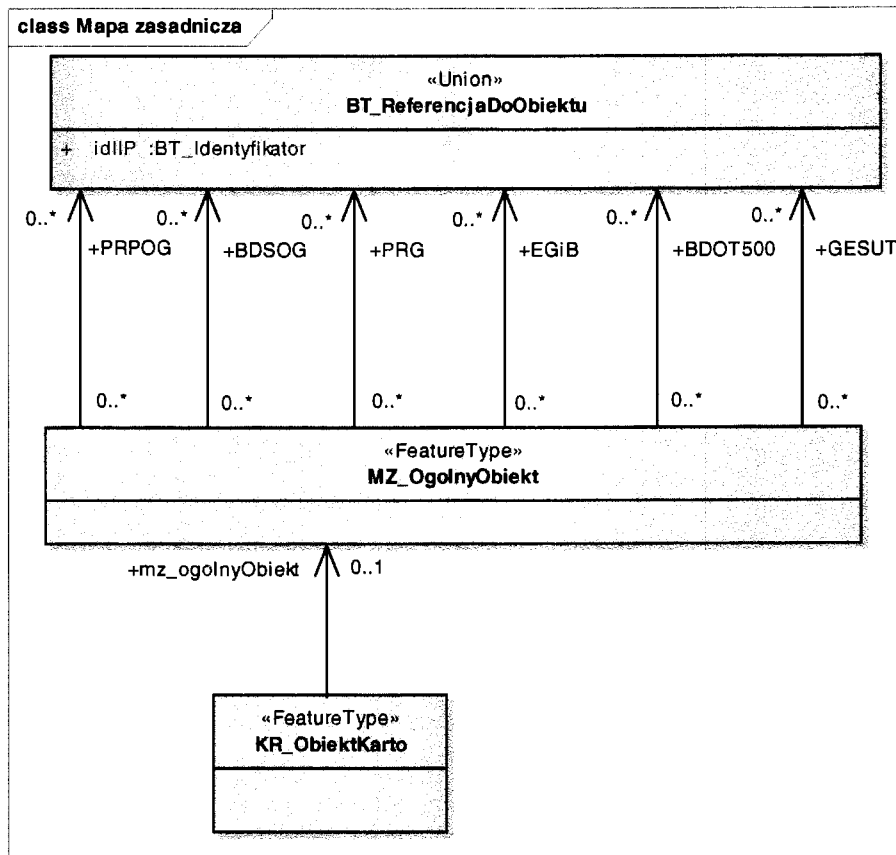 class Mapa zasadnicza
«Union»
BT_ReferencjaDoObiektu
+ idIIP :BT_Identyfikator
0..* 0..* 0..* 0..* 0..* 0..*
+PRPOG +BDSOG +PRG +EGiB +BDOT500 +GESUT
0..* 0..* 0..* 0..* 0..* 0..*
«FeatureType»
MZ_OgolnyObiekt
+mz_ogolnyObiekt 0..1
«FeatureType»
KR_ObiektKarto